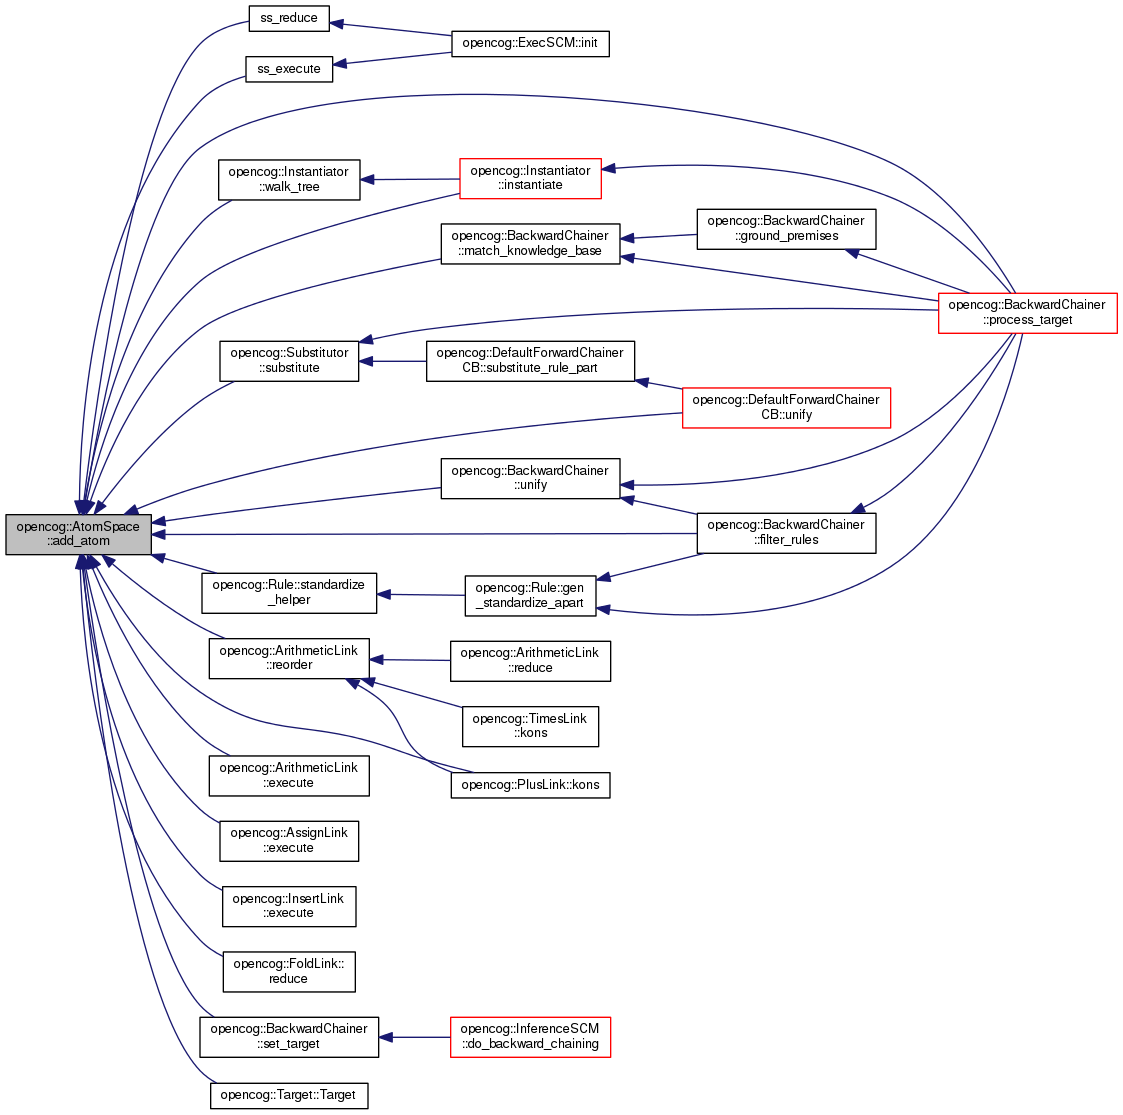 ss_reduce
opencog::ExecSCM::init
ss_execute
opencog::Instantiator
::walk_tree
opencog::Instantiator
::instantiate
opencog::BackwardChainer
::match_knowledge_base
opencog::BackwardChainer
::ground_premises
opencog::BackwardChainer
::process_target
opencog::Substitutor
::substitute
opencog::DefaultForwardChainer
CB::substitute_rule_part
opencog::DefaultForwardChainer
CB::unify
opencog::BackwardChainer
::unify
opencog::AtomSpace
::add_atom
opencog::BackwardChainer
::filter_rules
opencog::Rule::standardize
_helper
opencog::Rule::gen
_standardize_apart
opencog::ArithmeticLink
::reorder
opencog::ArithmeticLink
::reduce
opencog::TimesLink
::kons
opencog::PlusLink::kons
opencog::ArithmeticLink
::execute
opencog::AssignLink
::execute
opencog::InsertLink
::execute
opencog::FoldLink::
reduce
opencog::BackwardChainer
::set_target
opencog::InferenceSCM
::do_backward_chaining
opencog::Target::Target